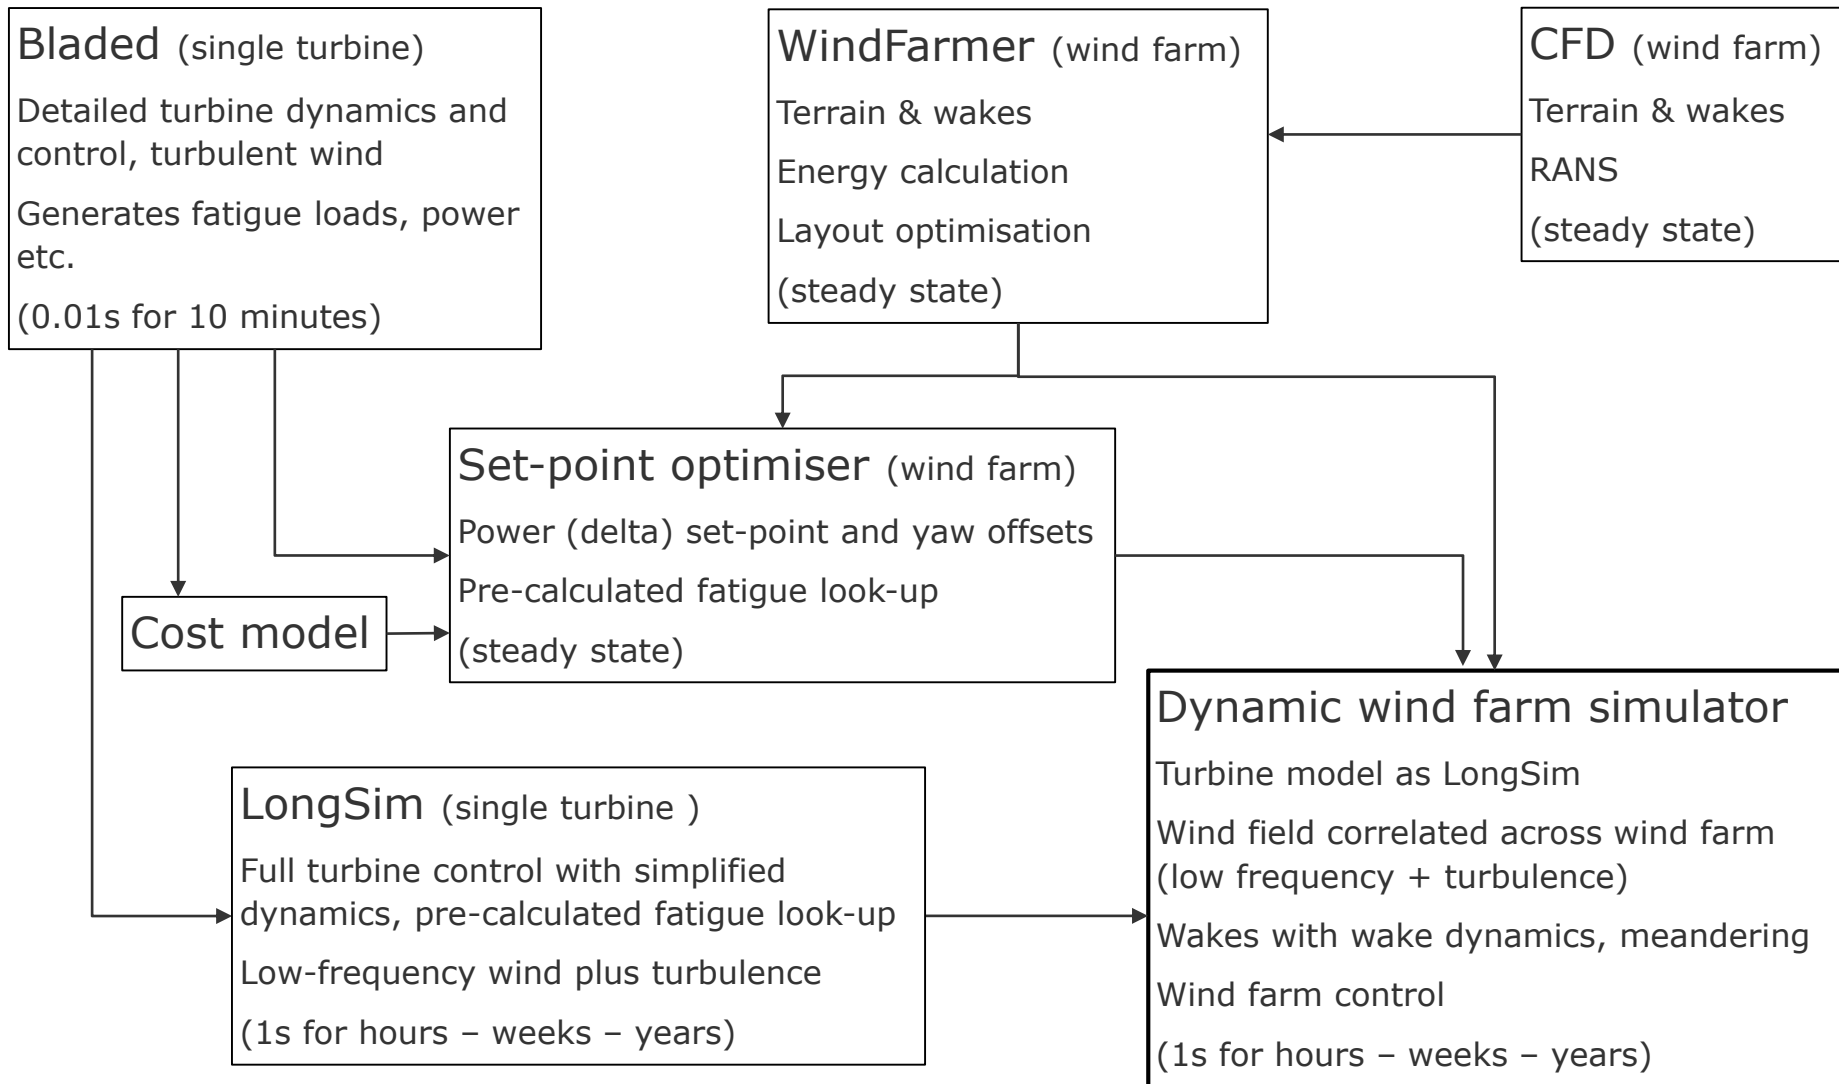 Bladed (single turbine)
Detailed turbine dynamics and
control, turbulent wind
Generates fatigue loads, power
etc.
(0.01s for 10 minutes)
WindFarmer (wind farm)
Terrain & wakes
Energy calculation
Layout optimisation
(steady state)
CFD (wind farm)
Terrain & wakes
RANS
(steady state)
Set-point optimiser (wind farm)
Power (delta) set-point and yaw offsets
Pre-calculated fatigue look-up
(steady state)
Cost model
LongSim (single turbine )
Full turbine control with simplified
dynamics, pre-calculated fatigue look-up
Low-frequency wind plus turbulence
(1s for hours – weeks – years)
Dynamic wind farm simulator
Turbine model as LongSim
Wind field correlated across wind farm
(low frequency + turbulence)
Wakes with wake dynamics, meandering
Wind farm control
(1s for hours – weeks – years)